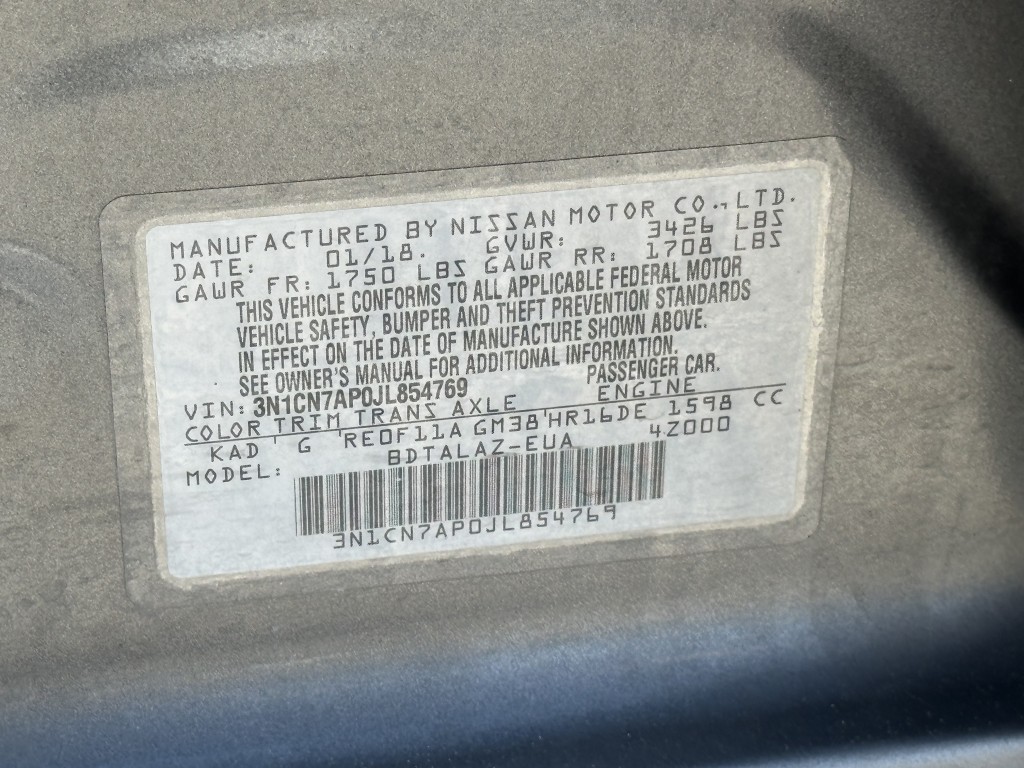 MANUFACTURED BY NISSAN MOTOR CO., LTD.
DATE: 01/18. GVWR: 3426 LBS
GAWR FR: 1750 LBS GAWR RR: 1708 LBS
THIS VEHICLE CONFORMS TO ALL APPLICABLE FEDERAL MOTOR
VEHICLE SAFETY, BUMPER AND THEFT PREVENTION STANDARDS
IN EFFECT ON THE DATE OF MANUFACTURE SHOWN ABOVE.
SEE OWNER'S MANUAL FOR ADDITIONAL INFORMATION.
VIN: 3N1CN7AP0JL854769 PASSENGER CAR.
COLOR TRIM TRANS AXLE ENGINE
KAD ' G 'RE0F11A GM38'HR16DE 1598 CC
MODEL: BDTALAZ-EUA 4Z000
3N1CN7AP0JL854769